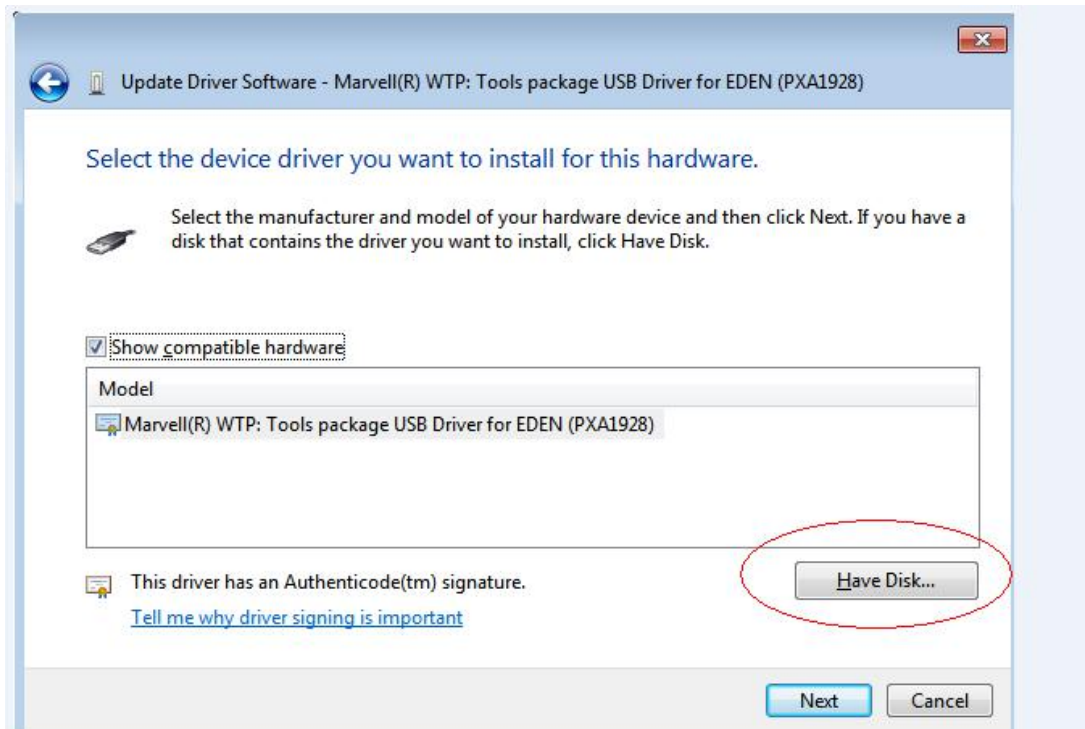 Update Driver Software - Marvell(R) WTP: Tools package USB Driver for EDEN (PXA1928)
Select the device driver you want to install for this hardware.
Select the manufacturer and model of your hardware device and then click Next. If you have a
disk that contains the driver you want to install, click Have Disk.
Show compatible hardware
Model
Marvell(R) WTP: Tools package USB Driver for EDEN (PXA1928)
This driver has an Authenticode(tm) signature.
Have Disk...
Tell me why driver signing is important
Next
Cancel